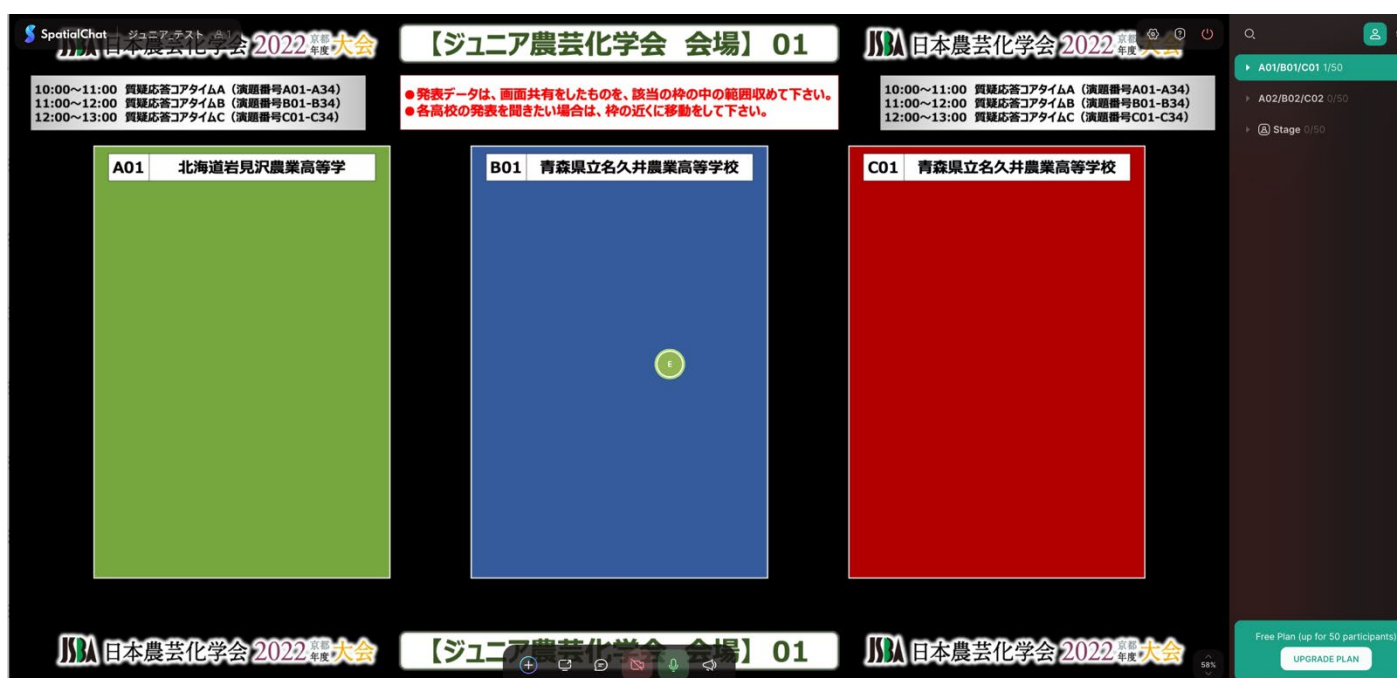 SpatialChat ジュニア_テスト 1
JSBA 日本農芸化学会 2022 京都 年度 大会
【ジュニア農芸化学会 会場】 01
JSBA 日本農芸化学会 2022 京都 年度 大会
10:00～11:00 質疑応答コアタイムA（演題番号A01-A34）
11:00～12:00 質疑応答コアタイムB（演題番号B01-B34）
12:00～13:00 質疑応答コアタイムC（演題番号C01-C34）
●発表データは、画面共有をしたものを、該当の枠の中の範囲収めて下さい。
●各高校の発表を聞きたい場合は、枠の近くに移動をして下さい。
10:00～11:00 質疑応答コアタイムA（演題番号A01-A34）
11:00～12:00 質疑応答コアタイムB（演題番号B01-B34）
12:00～13:00 質疑応答コアタイムC（演題番号C01-C34）
A01 北海道岩見沢農業高等学
B01 青森県立名久井農業高等学校
C01 青森県立名久井農業高等学校
E
JSBA 日本農芸化学会 2022 京都 年度 大会
【ジュニア農芸化学会 会場】 01
JSBA 日本農芸化学会 2022 京都 年度 大会
58%
A01/B01/C01 1/50
A02/B02/C02 0/50
Stage 0/50
Free Plan (up for 50 participants)
UPGRADE PLAN